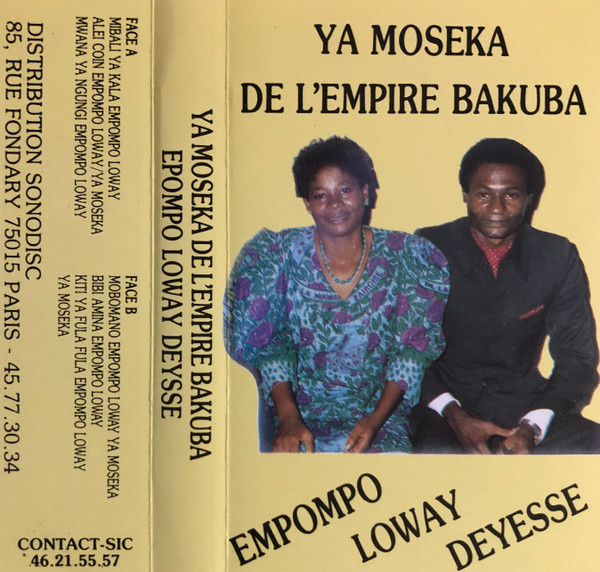 YA MOSEKA
DE L'EMPIRE BAKUBA
EMPOMPO
LOWAY
DEYESSE
YA MOSEKA DE L'EMPIRE BAKUBA
EPOMPO LOWAY DEYSSE
FACE A
MIBALI YA KALA EMPOMPO LOWAY
ALEI COIN EMPOMPO LOWAY/YA MOSEKA
MWANA YA NGUNGI EMPOMPO LOWAY
FACE B
MOBOMANO EMPOMPO LOWAY YA MOSEKA
BIBI AMINA EMPOMPO LOWAY
KITI YA FULA FULA EMPOMPO LOWAY
YA MOSEKA
DISTRIBUTION SONODISC
85, RUE FONDARY 75015 PARIS - 45.77.30.34
CONTACT-SIC
46.21.55.57